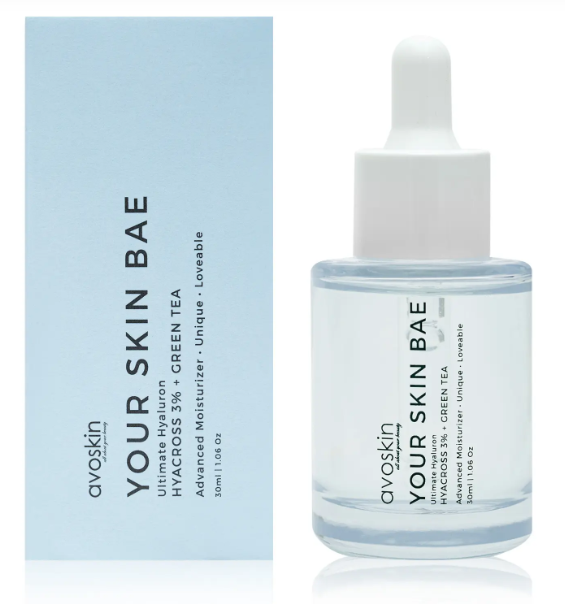 avoskin
YOUR SKIN BAE
Ultimate Hyaluron
HYACROSS 3% + GREEN TEA
Advanced Moisturizer · Unique · Loveable
30ml | 1.06 Oz
avoskin
YOUR SKIN BAE
Ultimate Hyaluron
HYACROSS 3% + GREEN TEA
Advanced Moisturizer · Unique · Loveable
30ml | 1.06 Oz